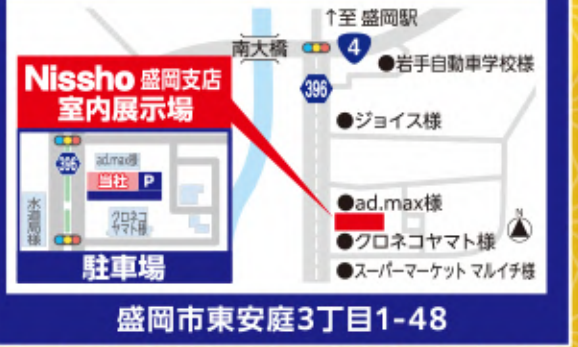 ↑至 盛岡駅
南大橋
4
●岩手自動車学校様
Nissho 盛岡支店
室内展示場
396
●ジョイス様
396
ad.max様
当社 P
水道局様
クロネコ
ヤマト様
駐車場
●ad.max様
N
●クロネコヤマト様
●スーパーマーケット マルイチ様
盛岡市東安庭3丁目1-48